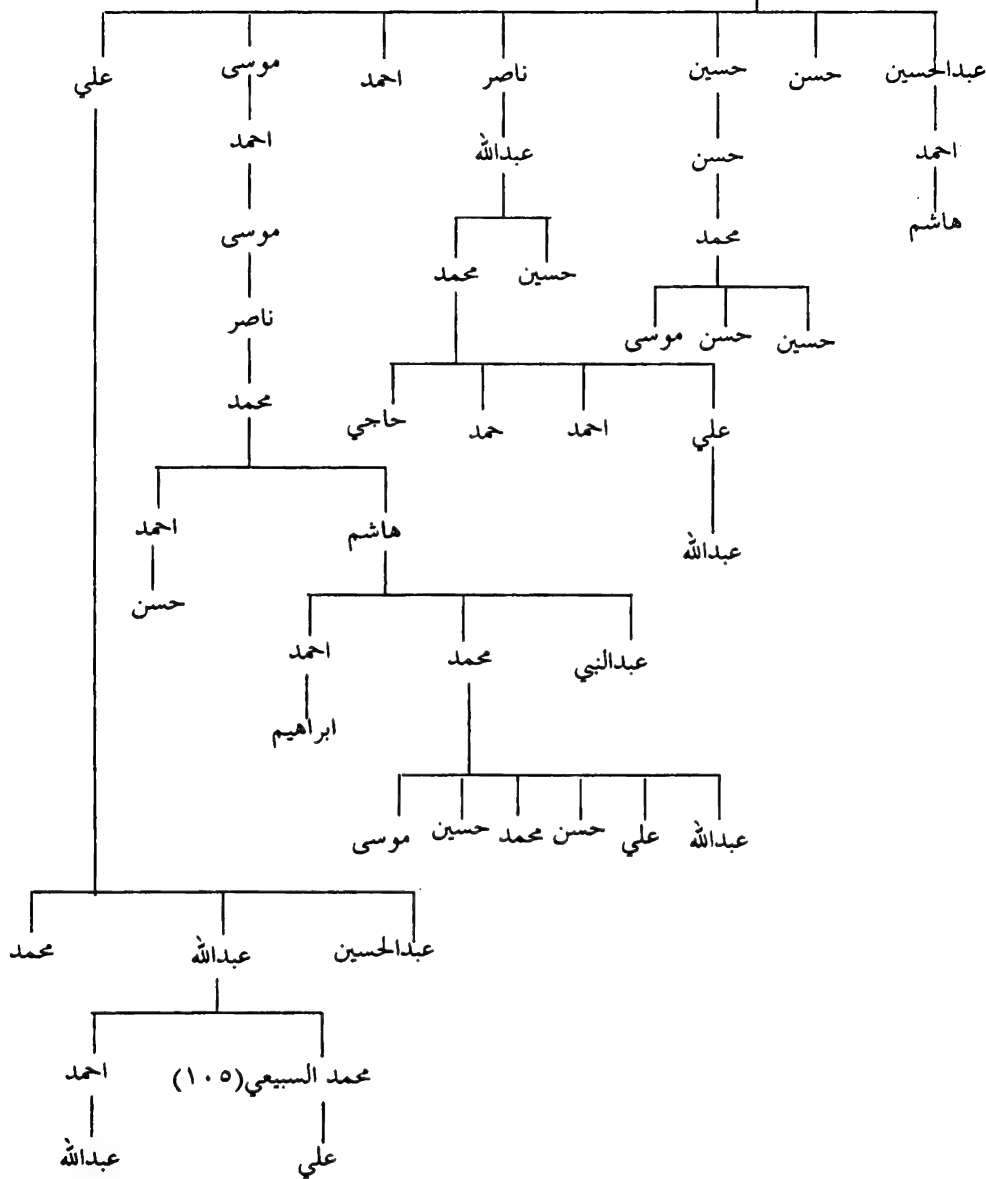 عبدالحسين حسن حسين ناصر احمد موسى علي
احمد حسن عبدالله احمد
هاشم محمد موسى
حسين محمد
حسين حسن موسى ناصر
علي احمد حمد حاجي محمد
عبدالله هاشم احمد
حسن
عبدالنبي محمد احمد
ابراهيم
عبدالله علي حسن محمد حسين موسى
عبدالحسين عبدالله محمد
محمد السبيعي(١٠٥) احمد
علي عبدالله